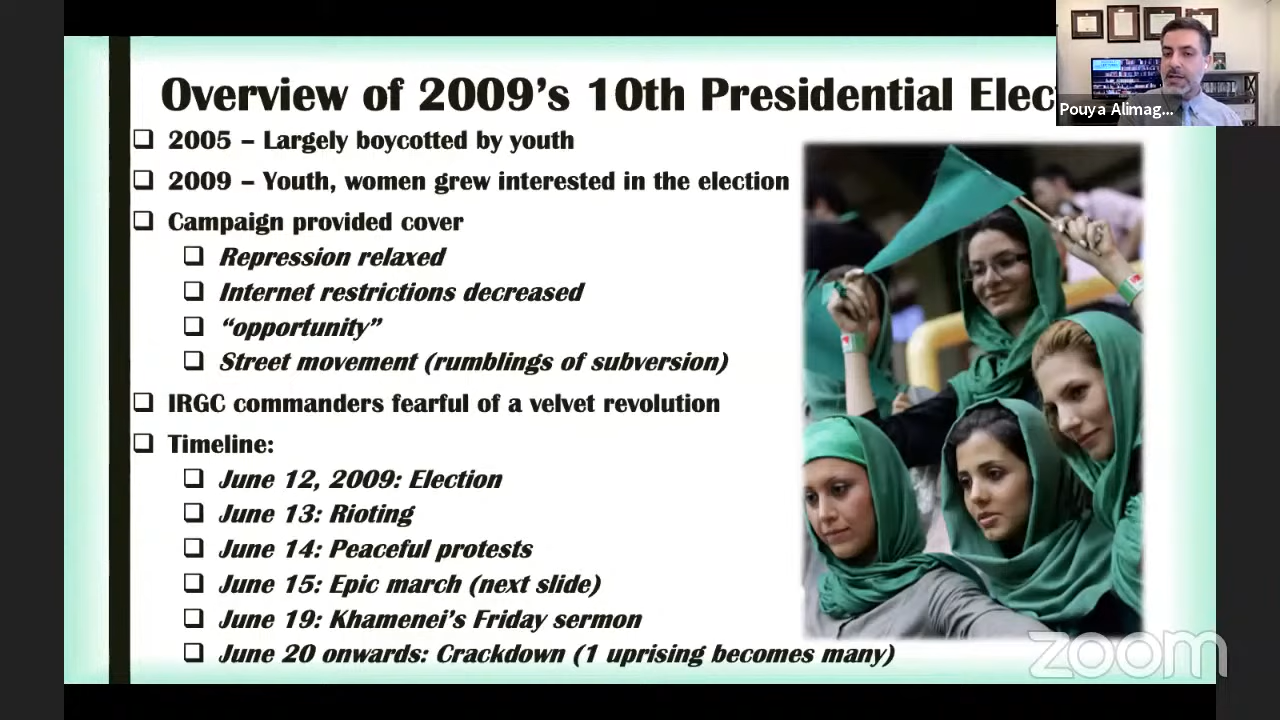 Overview of 2009’s 10th Presidential Elec
Pouya Alimag...
2005 – Largely boycotted by youth
2009 – Youth, women grew interested in the election
Campaign provided cover
Repression relaxed
Internet restrictions decreased
“opportunity”
Street movement (rumblings of subversion)
IRGC commanders fearful of a velvet revolution
Timeline:
June 12, 2009: Election
June 13: Rioting
June 14: Peaceful protests
June 15: Epic march (next slide)
June 19: Khamenei’s Friday sermon
June 20 onwards: Crackdown (1 uprising becomes many)
zoom